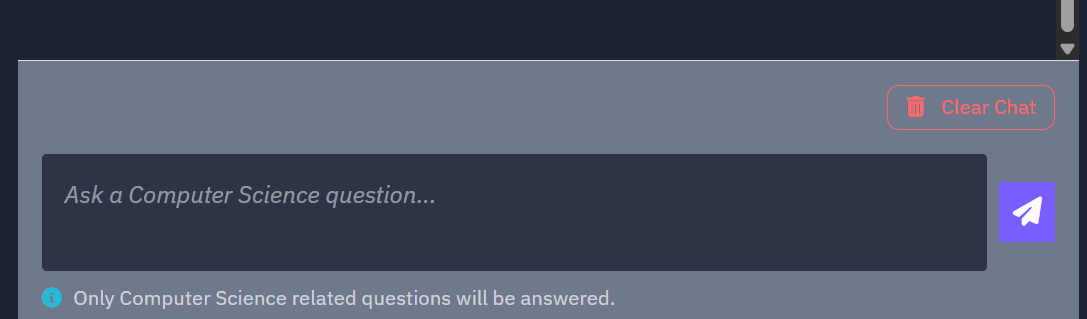 Clear Chat
Ask a Computer Science question...
Only Computer Science related questions will be answered.